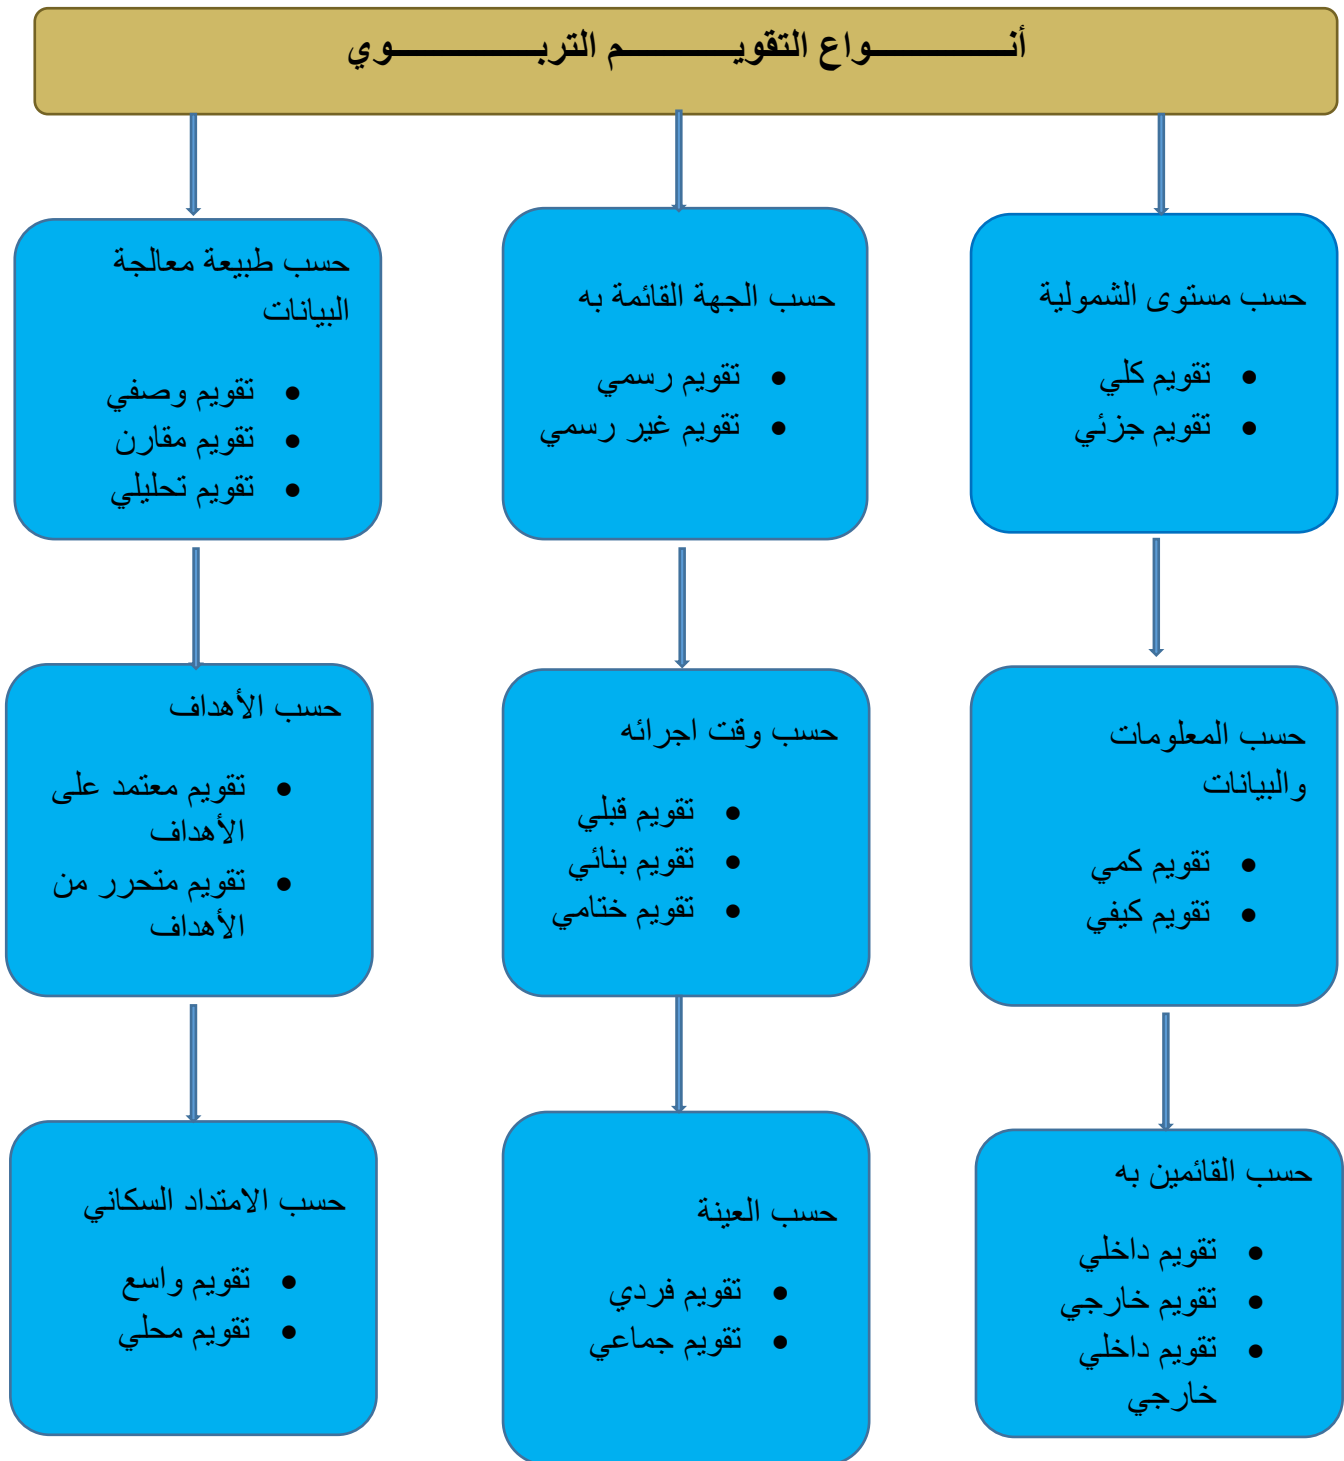 أنـــــــــــواع التقويــــــــــم التربـــــــــــــوي
حسب مستوى الشمولية
• تقويم كلي
• تقويم جزئي
حسب الجهة القائمة به
• تقويم رسمي
• تقويم غير رسمي
حسب طبيعة معالجة
البيانات
• تقويم وصفي
• تقويم مقارن
• تقويم تحليلي
حسب المعلومات
والبيانات
• تقويم كمي
• تقويم كيفي
حسب وقت اجرائه
• تقويم قبلي
• تقويم بنائي
• تقويم ختامي
حسب الأهداف
• تقويم معتمد على
الأهداف
• تقويم متحرر من
الأهداف
حسب القائمين به
• تقويم داخلي
• تقويم خارجي
• تقويم داخلي
خارجي
حسب العينة
• تقويم فردي
• تقويم جماعي
حسب الامتداد السكاني
• تقويم واسع
• تقويم محلي